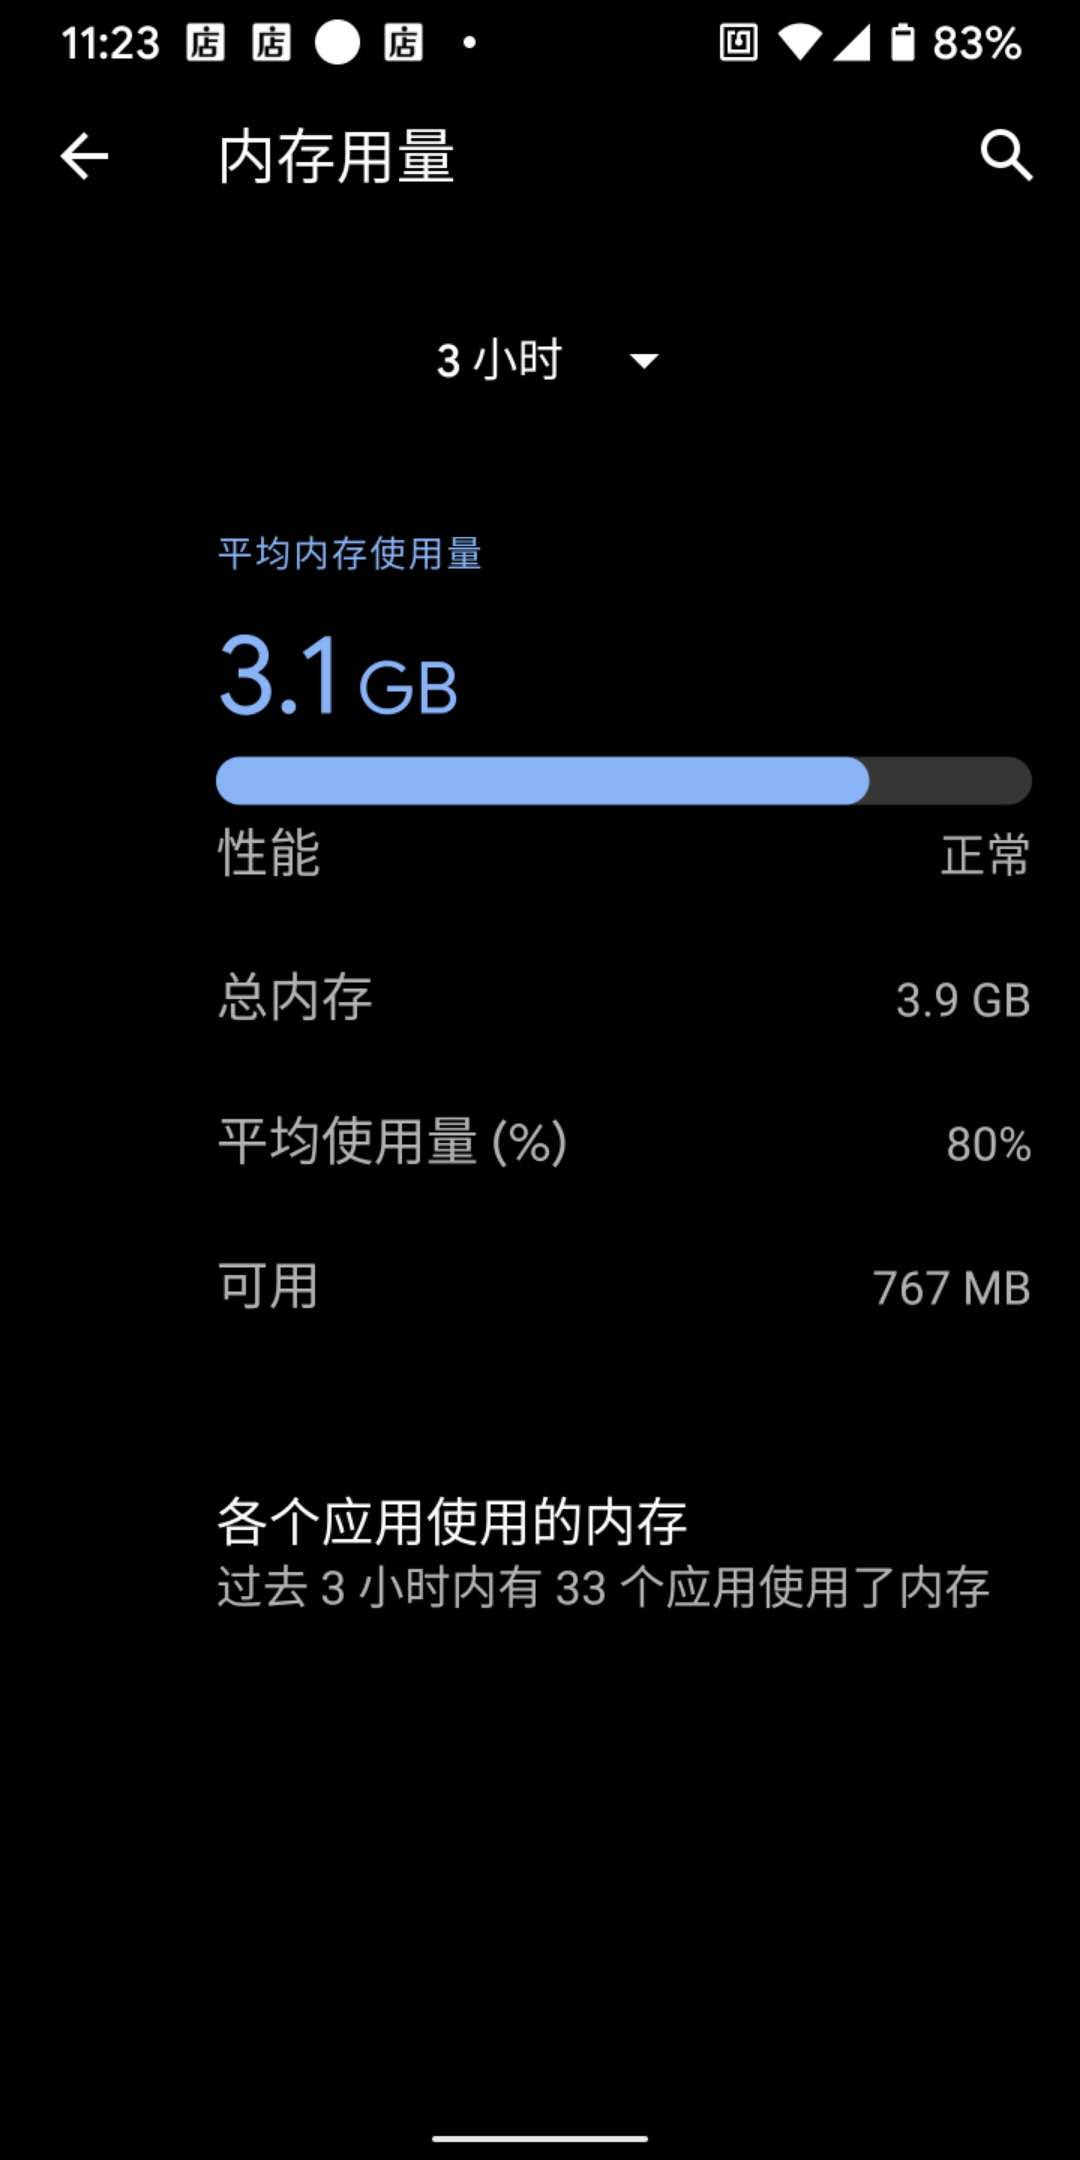 11:23 店 店 店 83%
内存用量
3 小时
平均内存使用量
3.1 GB
性能 正常
总内存 3.9 GB
平均使用量 (%) 80%
可用 767 MB
各个应用使用的内存
过去 3 小时内有 33 个应用使用了内存